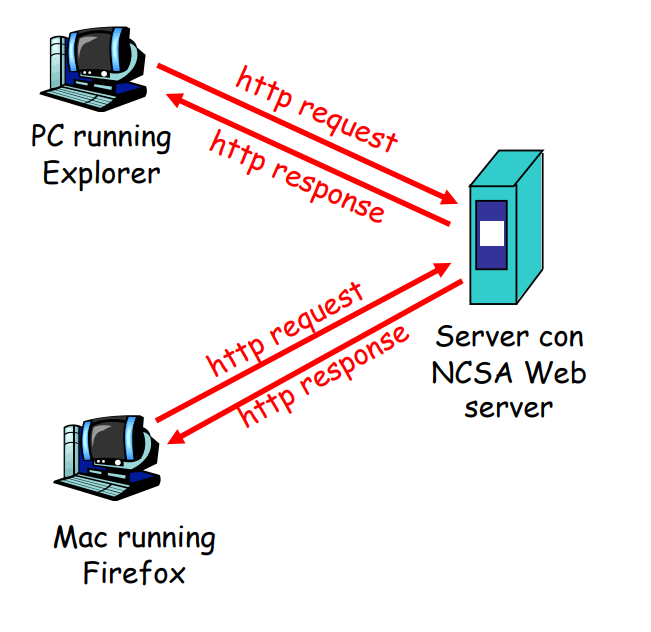 http request
http response
PC running
Explorer
http request
http response
Server con
NCSA Web
server
Mac running
Firefox